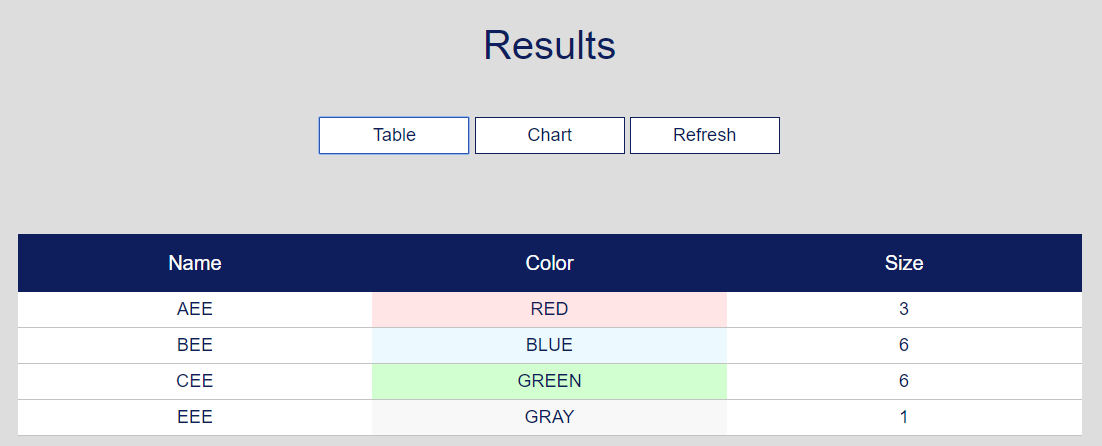 Results
Table Chart Refresh
Name Color Size
AEE RED 3
BEE BLUE 6
CEE GREEN 6
EEE GRAY 1